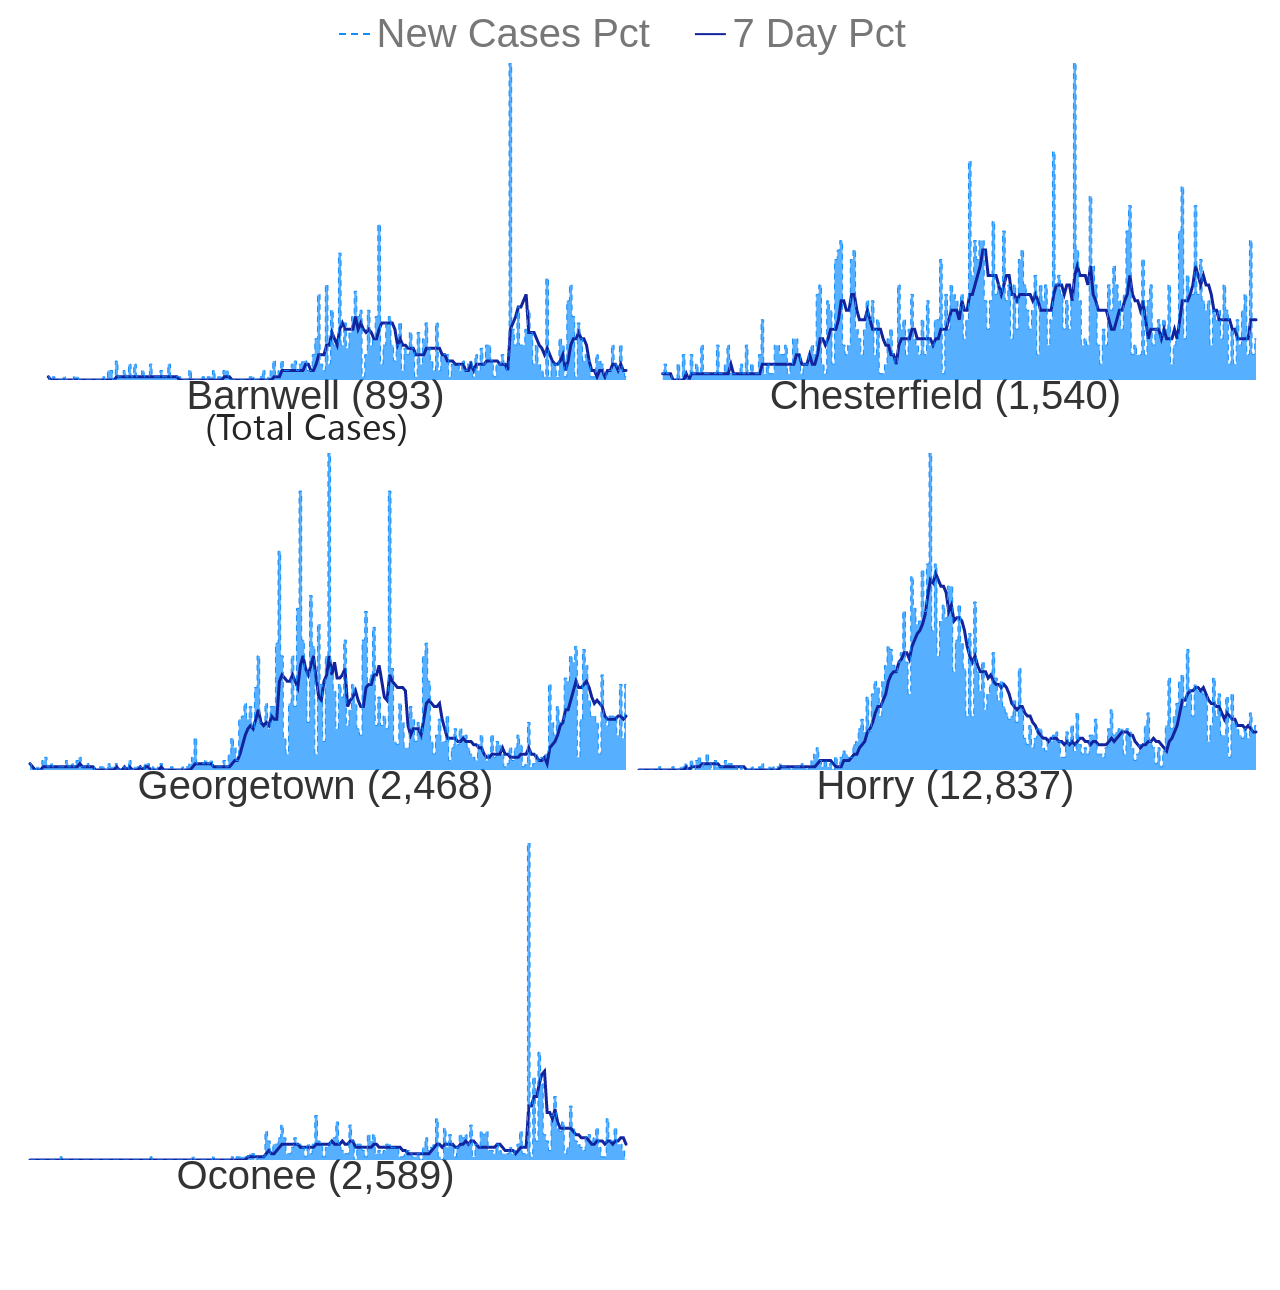 New Cases Pct 7 Day Pct
Barnwell (893)
(Total Cases)
Chesterfield (1,540)
Georgetown (2,468)
Horry (12,837)
Oconee (2,589)